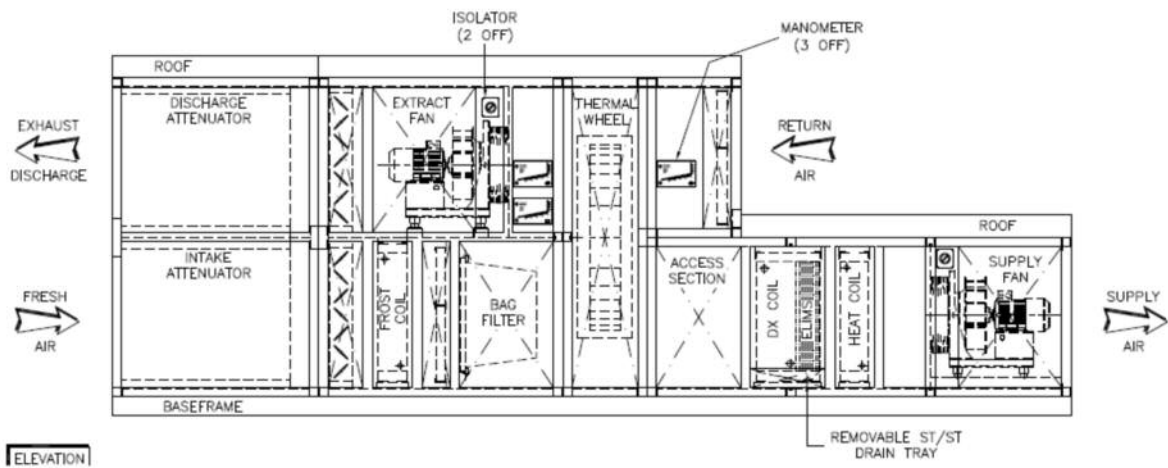 ISOLATOR
(2 OFF)
MANOMETER
(3 OFF)
ROOF
DISCHARGE
ATTENUATOR
EXTRACT
FAN
THERMAL
WHEEL
EXHAUST
DISCHARGE
RETURN
AIR
ROOF
INTAKE
ATTENUATOR
FROST
COIL
BAG
FILTER
ACCESS
SECTION
DX COIL
ELIMS
HEAT COIL
SUPPLY
FAN
FRESH
AIR
SUPPLY
AIR
BASEFRAME
REMOVABLE ST/ST
DRAIN TRAY
ELEVATION